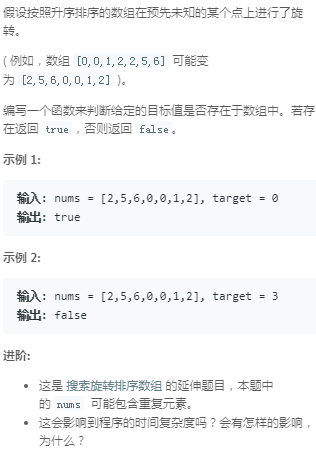 假设按照升序排序的数组在预先未知的某个点上进行了旋
转。
( 例如，数组 [0,0,1,2,2,5,6] 可能变
为 [2,5,6,0,0,1,2] )。
编写一个函数来判断给定的目标值是否存在于数组中。若存
在返回 true，否则返回 false。
示例 1:
输入: nums = [2,5,6,0,0,1,2], target = 0
输出: true
示例 2:
输入: nums = [2,5,6,0,0,1,2], target = 3
输出: false
进阶:
• 这是 搜索旋转排序数组 的延伸题目，本题中
的 nums 可能包含重复元素。
• 这会影响到程序的时间复杂度吗？会有怎样的影响，
为什么？